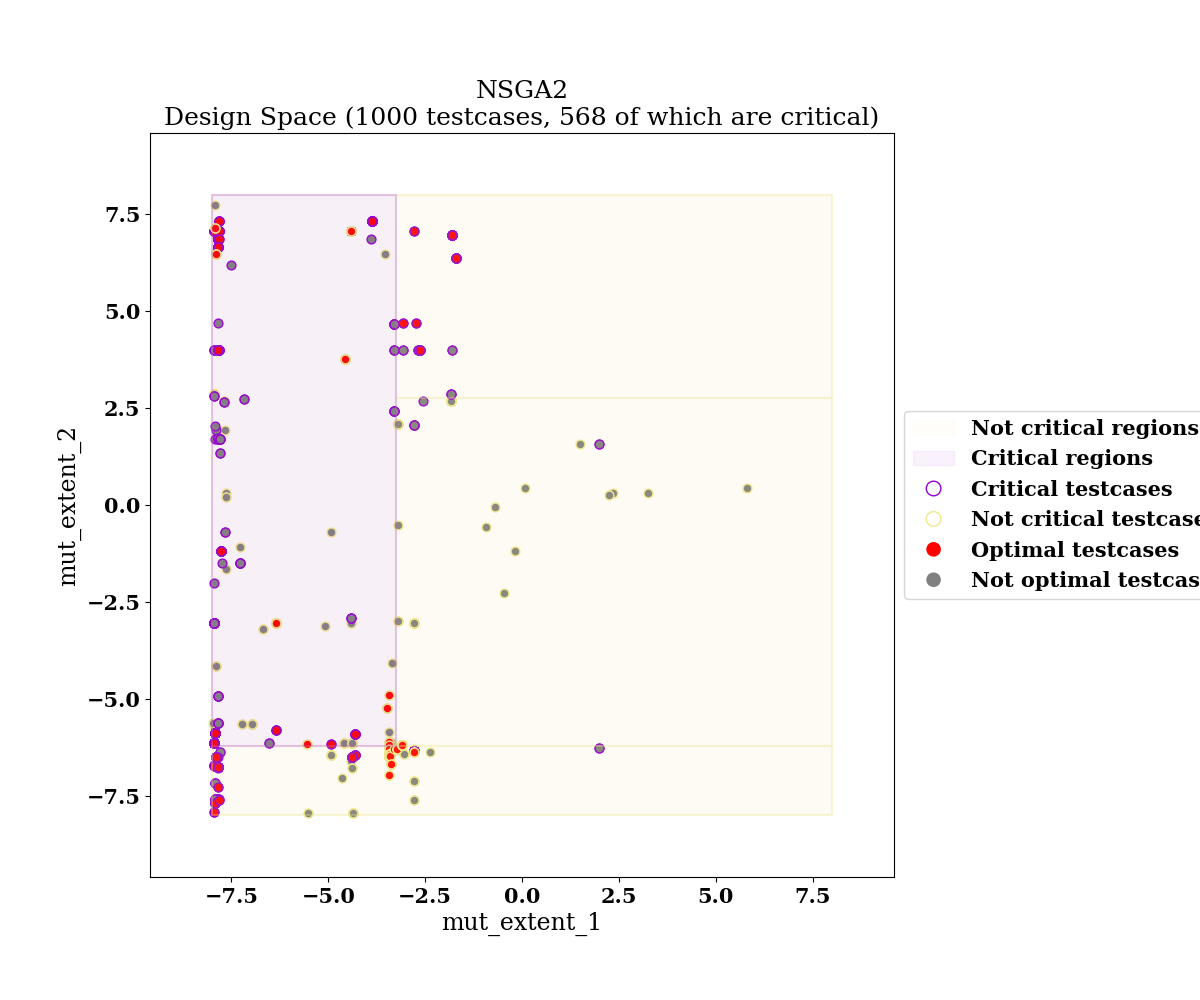 NSGA2
Design Space (1000 testcases, 568 of which are critical)
7.5
5.0
2.5
0.0
−2.5
−5.0
−7.5
mut_extent_2
−7.5
−5.0
−2.5
0.0
2.5
5.0
7.5
mut_extent_1
Not critical regions
Critical regions
Critical testcases
Not critical testcase
Optimal testcases
Not optimal testcas